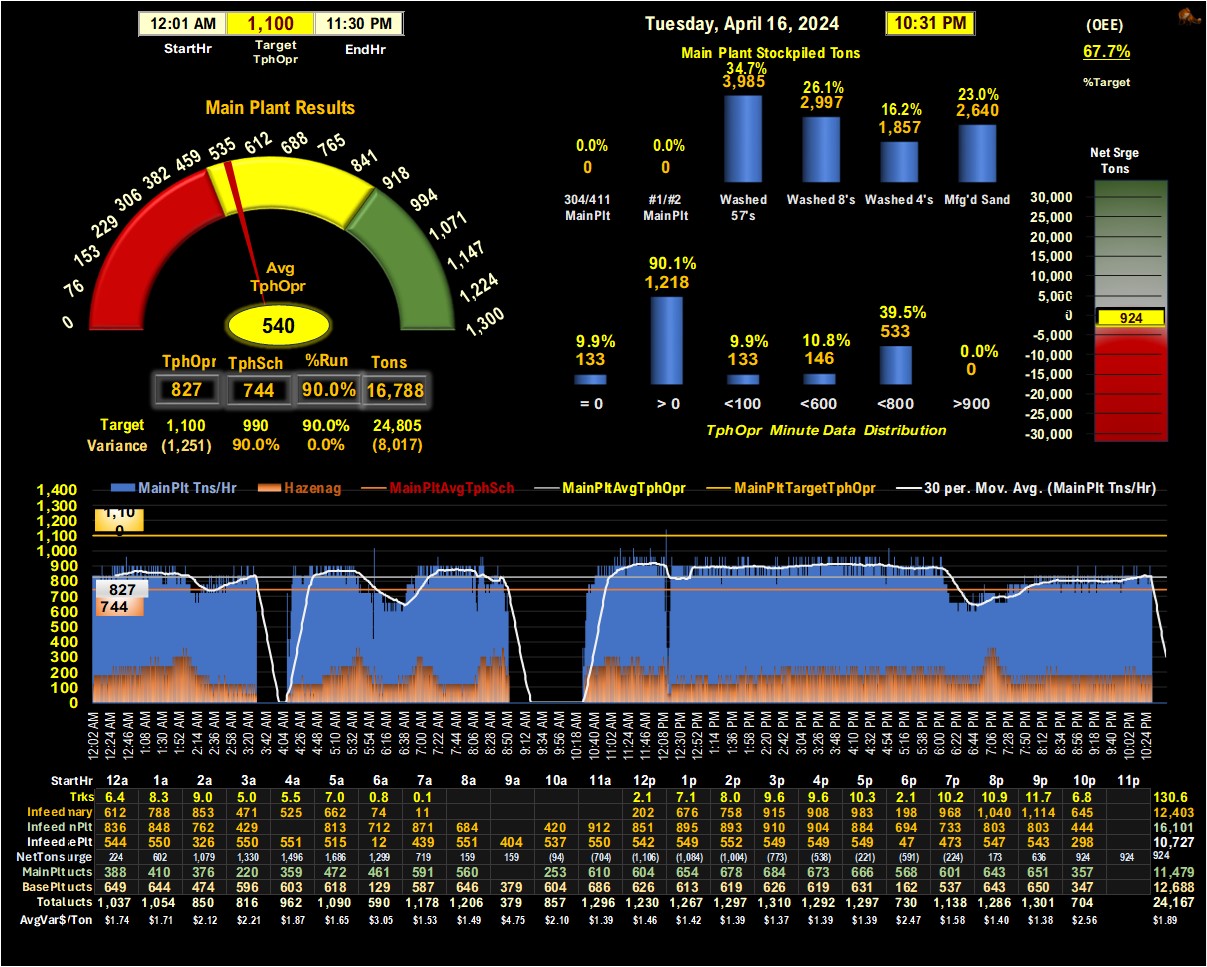 12:01 AM 1,100 11:30 PM
StartHr Target TphOpr EndHr
Tuesday, April 16, 2024 10:31 PM
(OEE)
67.7%
%Target
Main Plant Stockpiled Tons
34.7% 26.1% 16.2% 23.0%
3,985 2,997 1,857 2,640
0.0% 0.0%
0 0
304/411 MainPlt #1/#2 MainPlt Washed 57's Washed 8's Washed 4's Mfg'd Sand
Main Plant Results
0 76 153 229 306 382 459 535 612 688 765 841 918 994 1,071 1,147 1,224 1,300
Avg
TphOpr
540
TphOpr TphSch %Run Tons
827 744 90.0% 16,788
Target 1,100 990 90.0% 24,805
Variance (1,251) 90.0% 0.0% (8,017)
9.9% 90.1% 9.9% 10.8% 39.5% 0.0%
133 1,218 133 146 533 0
= 0 > 0 <100 <600 <800 >900
TphOpr Minute Data Distribution
Net Srge
Tons
30,000
25,000
20,000
15,000
10,000
5,000
0
924
-5,000
-10,000
-15,000
-20,000
-25,000
-30,000
MainPlt Tns/Hr Hazenag MainPltAvgTphSch MainPltAvgTphOpr MainPltTargetTphOpr 30 per. Mov. Avg. (MainPlt Tns/Hr)
1,400
1,300
1,200
1,100
1,000
900
800
700
600
500
400
300
200
100
0
1,10
0
827
744
12:02 AM 12:24 AM 12:46 AM 1:08 AM 1:30 AM 1:52 AM 2:14 AM 2:36 AM 2:58 AM 3:20 AM 3:42 AM 4:04 AM 4:26 AM 4:48 AM 5:10 AM 5:32 AM 5:54 AM 6:16 AM 6:38 AM 7:00 AM 7:22 AM 7:44 AM 8:06 AM 8:28 AM 8:50 AM 9:12 AM 9:34 AM 9:56 AM 10:18 AM 10:40 AM 11:02 AM 11:24 AM 11:46 AM 12:08 PM 12:30 PM 12:52 PM 1:14 PM 1:36 PM 1:58 PM 2:20 PM 2:42 PM 3:04 PM 3:26 PM 3:48 PM 4:10 PM 4:32 PM 4:54 PM 5:16 PM 5:38 PM 6:00 PM 6:22 PM 6:44 PM 7:06 PM 7:28 PM 7:50 PM 8:12 PM 8:34 PM 8:56 PM 9:18 PM 9:40 PM 10:02 PM 10:24 PM
StartHr 12a 1a 2a 3a 4a 5a 6a 7a 8a 9a 10a 11a 12p 1p 2p 3p 4p 5p 6p 7p 8p 9p 10p 11p
Trks 6.4 8.3 9.0 5.0 5.5 7.0 0.8 0.1 2.1 7.1 8.0 9.6 9.6 10.3 2.1 10.2 10.9 11.7 6.8 130.6
Infeed mary 612 788 853 471 525 662 74 11 202 676 758 915 908 983 198 968 1,040 1,114 645 12,403
Infeed nPlt 836 848 762 429 813 712 871 684 420 912 851 895 893 910 904 884 694 733 803 803 444 16,101
Infeed ePlt 544 550 326 550 551 515 12 439 551 404 537 550 542 549 552 549 549 549 47 473 547 543 298 10,727
NetTons urge 224 602 1,079 1,330 1,496 1,686 1,299 719 159 159 (94) (704) (1,106) (1,084) (1,004) (773) (538) (221) (591) (224) 173 636 924 924 924
MainPlt ucts 388 410 376 220 359 472 461 591 560 253 610 604 654 678 684 673 666 568 601 643 651 357 11,479
BasePlt ucts 649 644 474 596 603 618 129 587 646 379 604 686 626 613 619 626 619 631 162 537 643 650 347 12,688
Total ucts 1,037 1,054 850 816 962 1,090 590 1,178 1,206 379 857 1,296 1,230 1,267 1,297 1,310 1,292 1,297 730 1,138 1,286 1,301 704 24,167
AvgVar$/Ton $1.74 $1.71 $2.12 $2.21 $1.87 $1.65 $3.05 $1.53 $1.49 $4.75 $2.10 $1.39 $1.46 $1.42 $1.39 $1.37 $1.39 $1.39 $2.47 $1.58 $1.40 $1.38 $2.56 $1.89